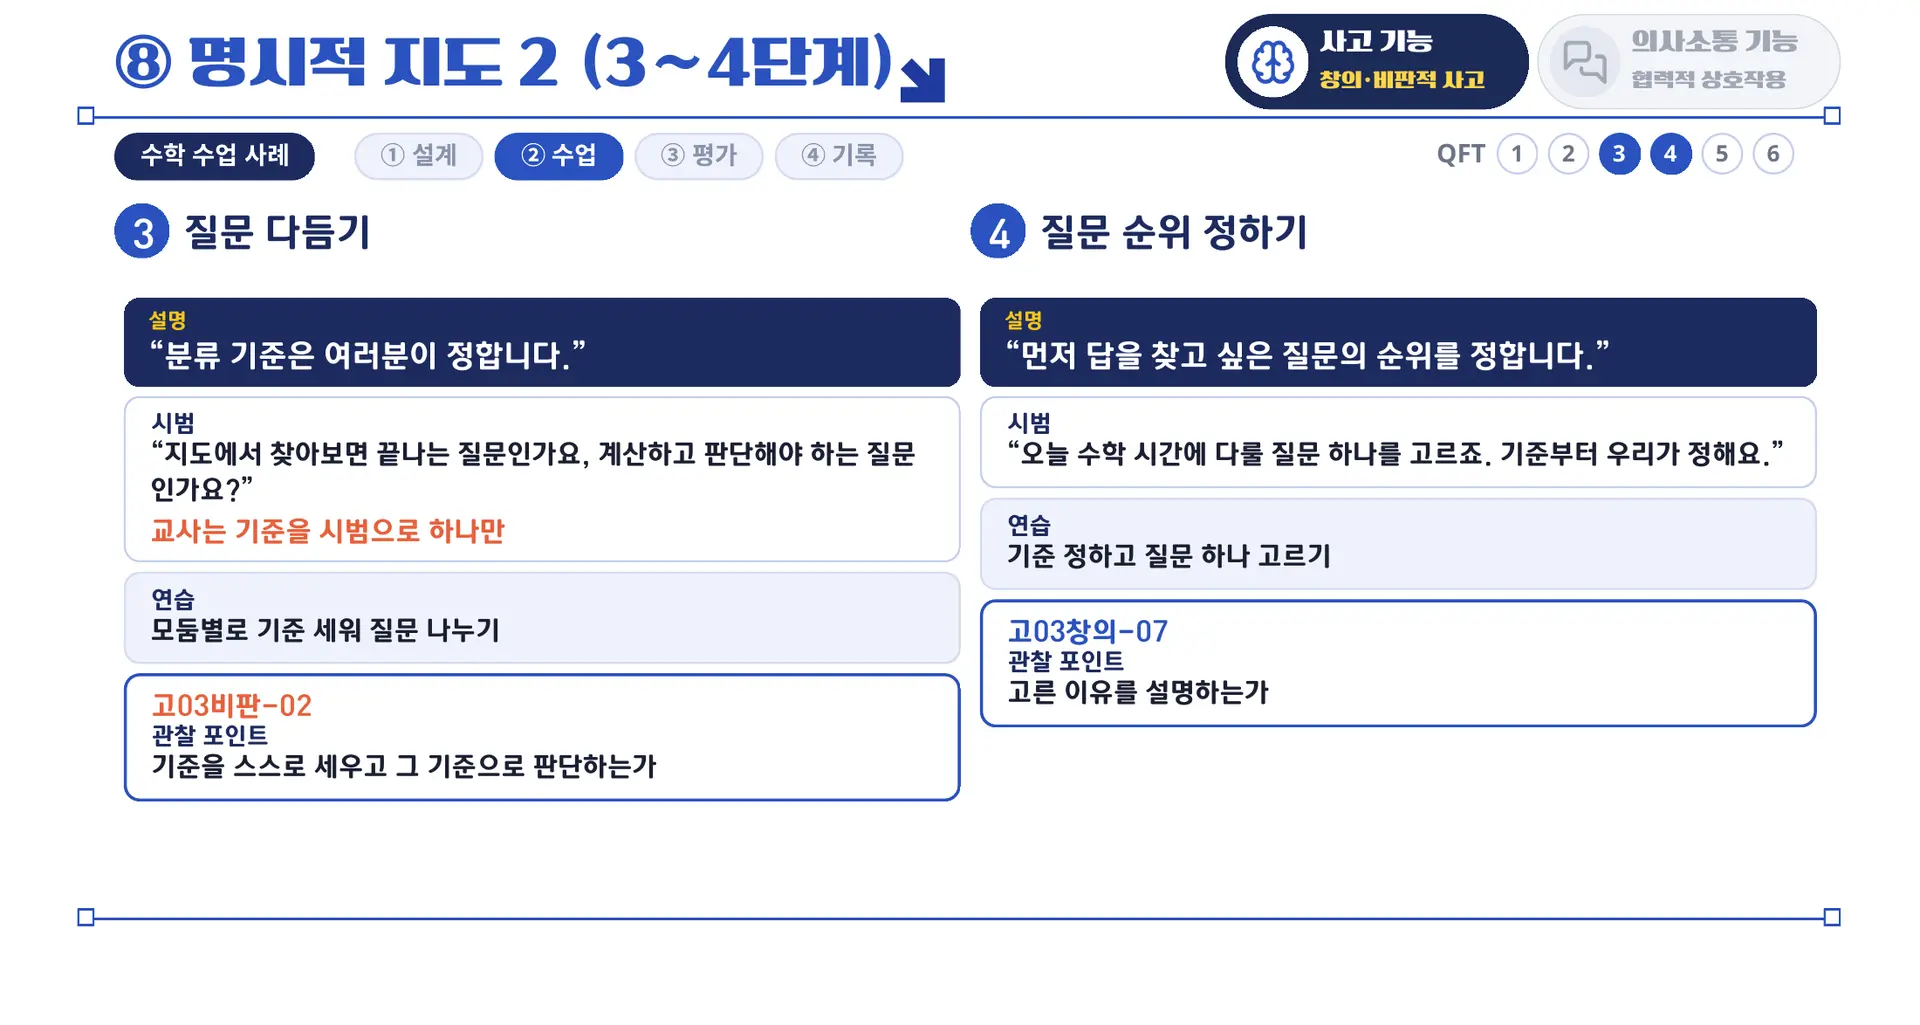 ⑧ 명시적 지도 2 (3~4단계)
사고 기능
창의·비판적 사고
의사소통 기능
협력적 상호작용
수학 수업 사례
① 설계
② 수업
③ 평가
④ 기록
QFT 1 2 3 4 5 6
3 질문 다듬기
설명
“분류 기준은 여러분이 정합니다.”
시범
“지도에서 찾아보면 끝나는 질문인가요, 계산하고 판단해야 하는 질문
인가요?”
교사는 기준을 시범으로 하나만
연습
모둠별로 기준 세워 질문 나누기
고03비판-02
관찰 포인트
기준을 스스로 세우고 그 기준으로 판단하는가
4 질문 순위 정하기
설명
“먼저 답을 찾고 싶은 질문의 순위를 정합니다.”
시범
“오늘 수학 시간에 다룰 질문 하나를 고르죠. 기준부터 우리가 정해요.”
연습
기준 정하고 질문 하나 고르기
고03창의-07
관찰 포인트
고른 이유를 설명하는가